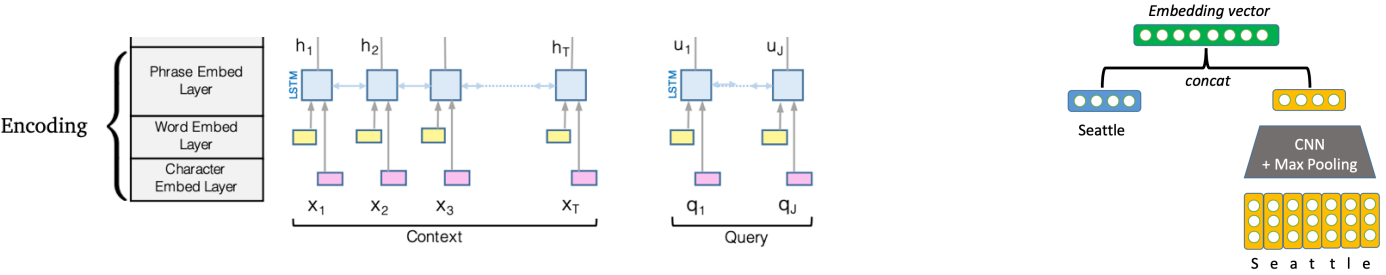 Encoding
Phrase Embed
Layer
Word Embed
Layer
Character
Embed Layer
h1 h2 hT
LSTM
x1 x2 x3 xT
Context
u1 uJ
LSTM
q1 qJ
Query
Embedding vector
concat
Seattle
CNN
+ Max Pooling
S e a t t l e